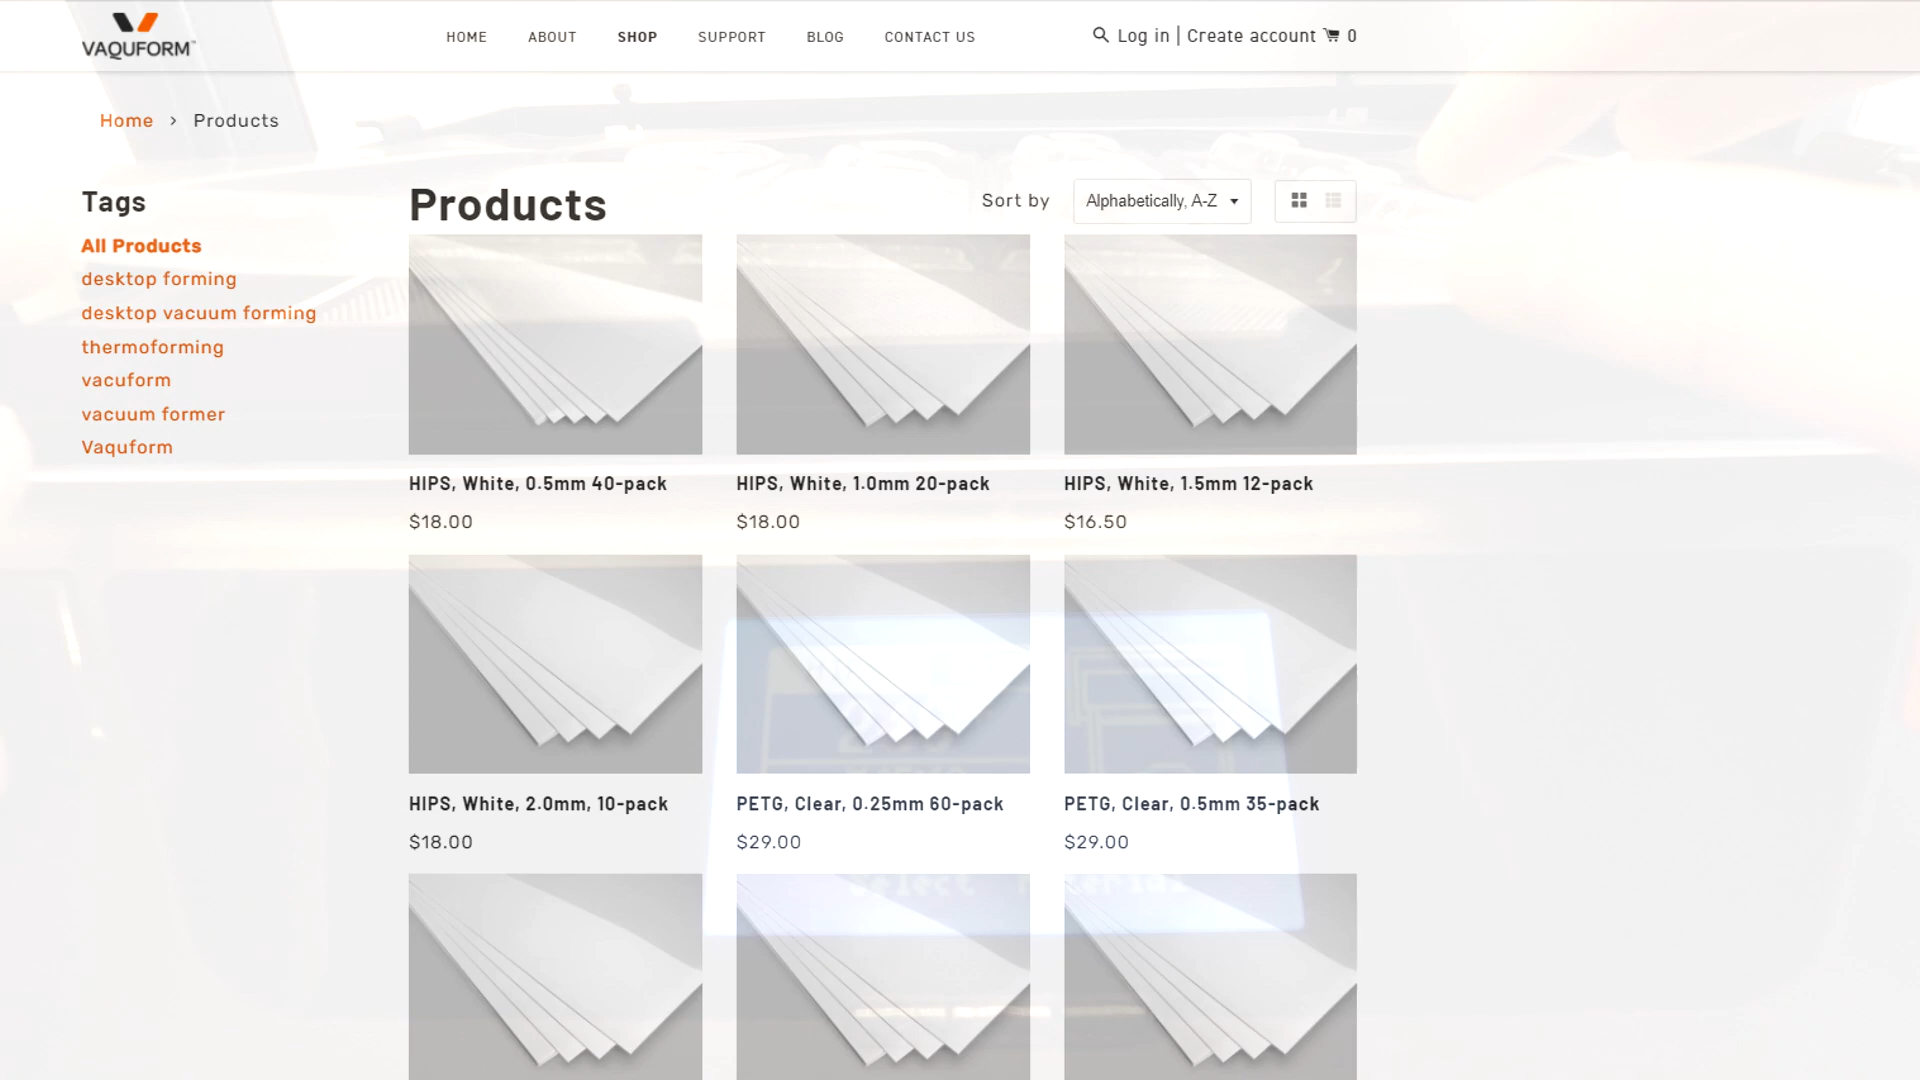 VAQUFORM™
HOME ABOUT SHOP SUPPORT BLOG CONTACT US
Log in | Create account 0
Home › Products
Tags
All Products
desktop forming
desktop vacuum forming
thermoforming
vacuform
vacuum former
Vaquform
Products
Sort by Alphabetically, A-Z
HIPS, White, 0.5mm 40-pack
$18.00
HIPS, White, 1.0mm 20-pack
$18.00
HIPS, White, 1.5mm 12-pack
$16.50
HIPS, White, 2.0mm, 10-pack
$18.00
PETG, Clear, 0.25mm 60-pack
$29.00
PETG, Clear, 0.5mm 35-pack
$29.00
Select Material